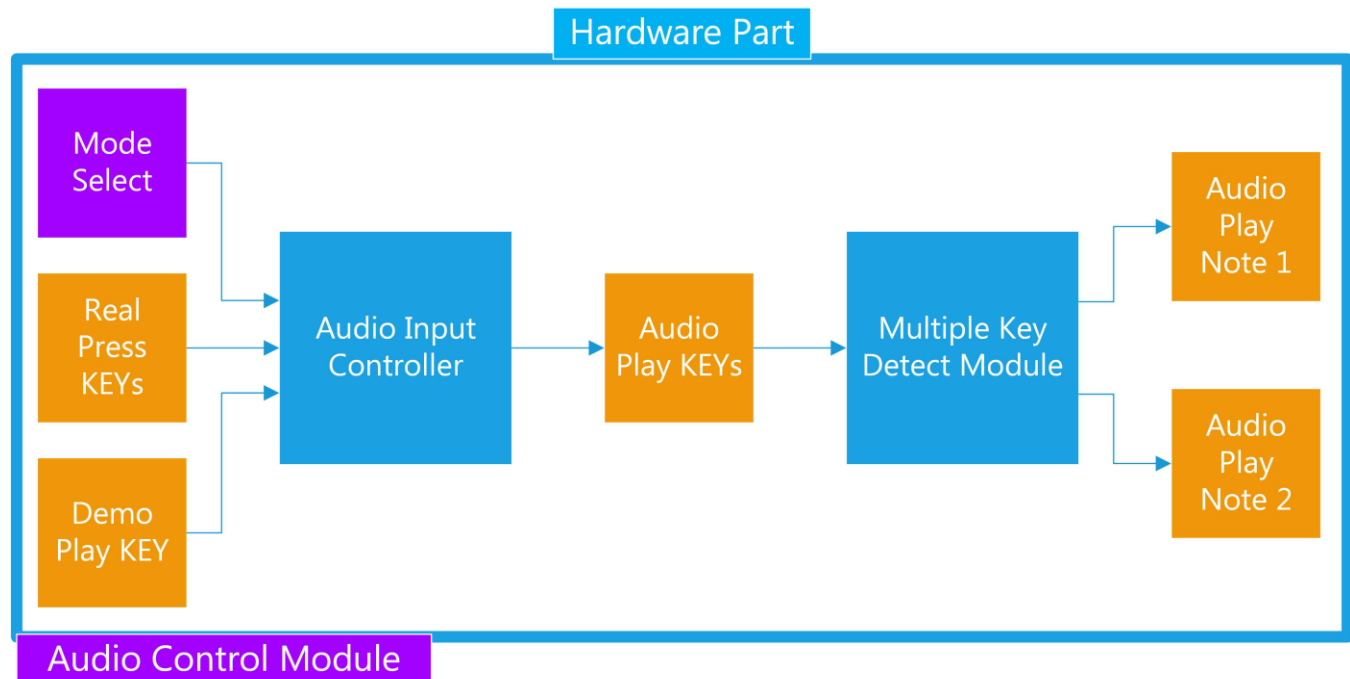 Hardware Part
Mode
Select
Real
Press
KEYs
Demo
Play KEY
Audio Input
Controller
Audio
Play KEYs
Multiple Key
Detect Module
Audio
Play
Note 1
Audio
Play
Note 2
Audio Control Module